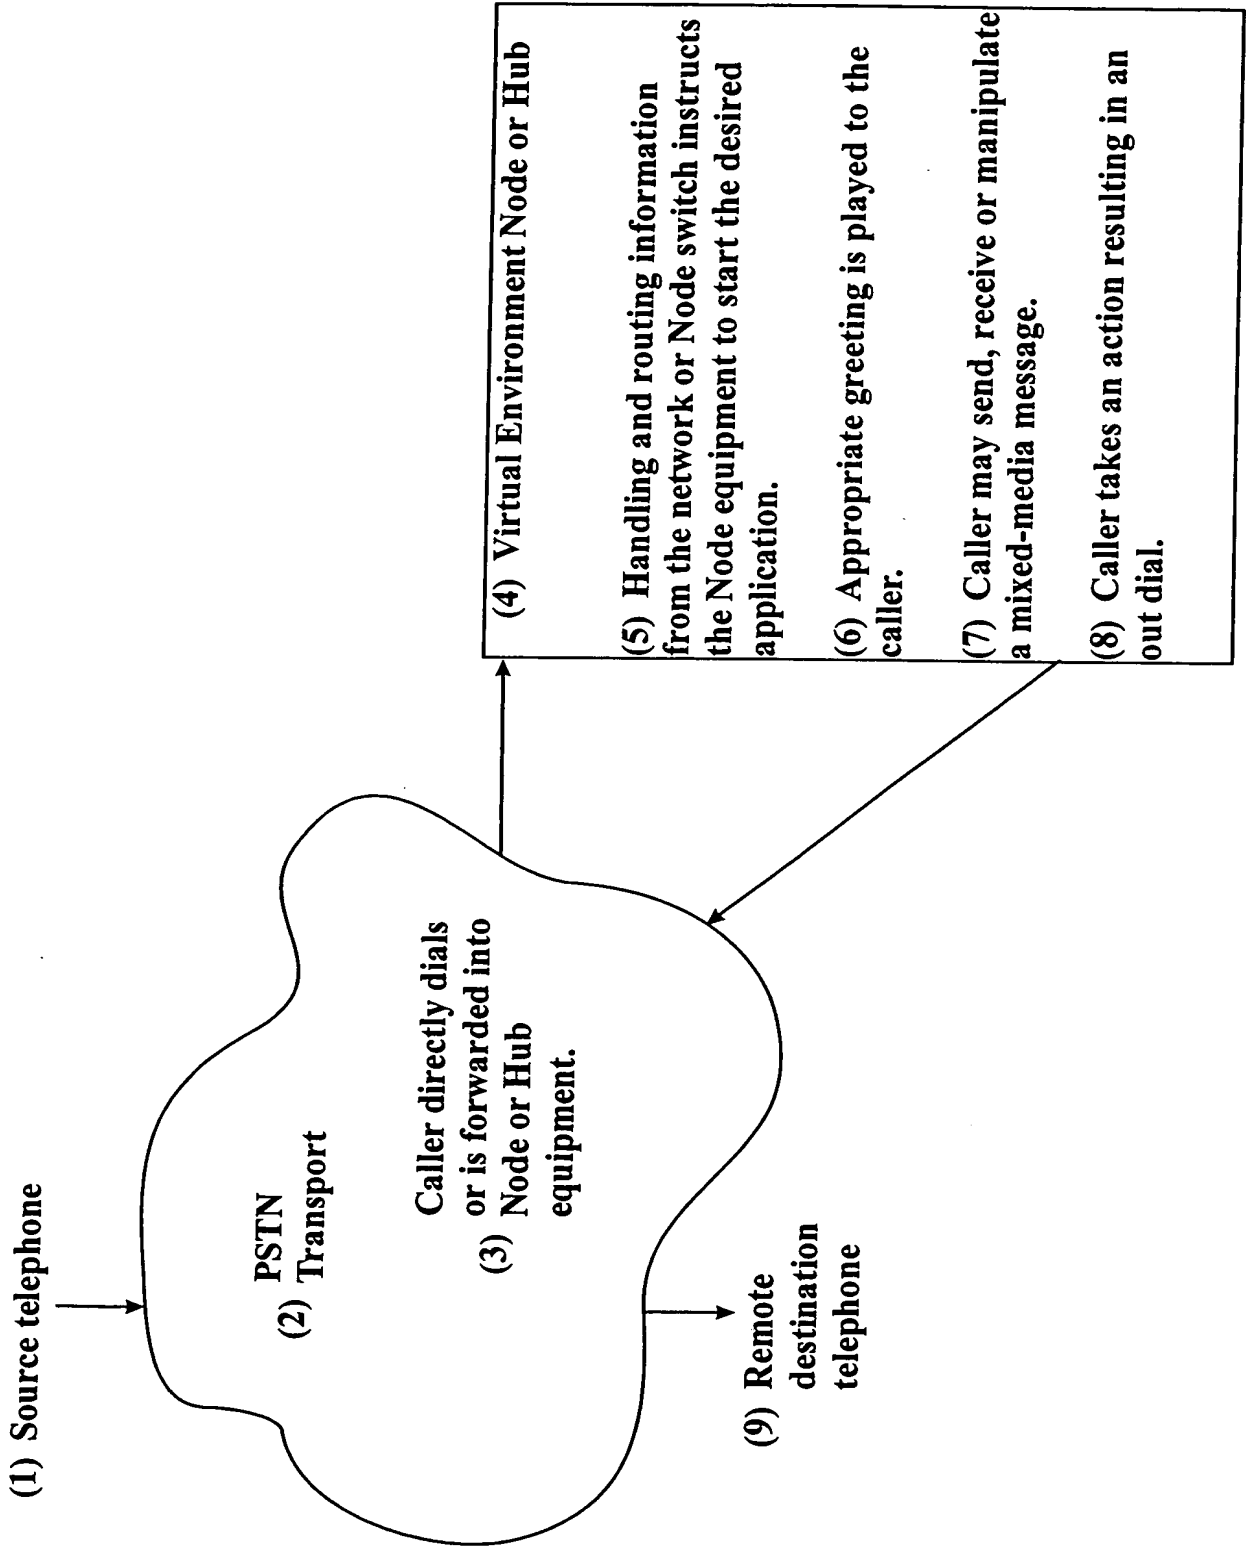 (1) Source telephone
PSTN
(2) Transport
Caller directly dials
or is forwarded into
(3) Node or Hub
equipment.
(4) Virtual Environment Node or Hub
(5) Handling and routing information
from the network or Node switch instructs
the Node equipment to start the desired
application.
(6) Appropriate greeting is played to the
caller.
(7) Caller may send, receive or manipulate
a mixed-media message.
(8) Caller takes an action resulting in an
out dial.
(9) Remote
destination
telephone